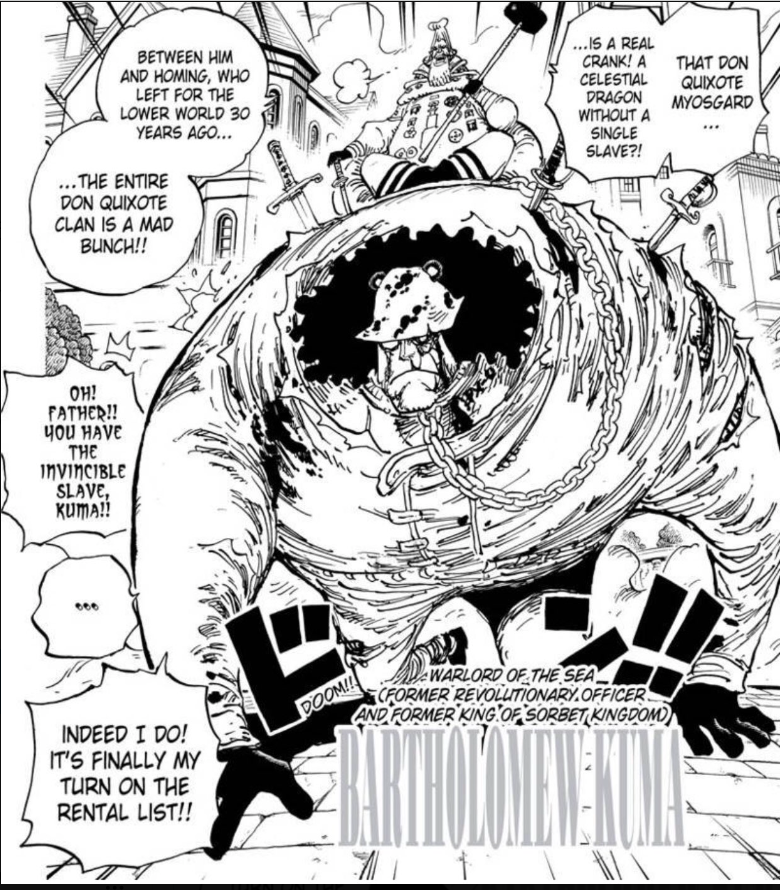 THAT DON
QUIXOTE
MYOSGARD
...
...IS A REAL
CRANK! A
CELESTIAL
DRAGON
WITHOUT A
SINGLE
SLAVE?!
BETWEEN HIM
AND HOMING, WHO
LEFT FOR THE
LOWER WORLD 30
YEARS AGO...
...THE ENTIRE
DON QUIXOTE
CLAN IS A MAD
BUNCH!!
OH!
FATHER!!
YOU HAVE
THE
INVINCIBLE
SLAVE,
KUMA!!
...
INDEED I DO!
IT'S FINALLY MY
TURN ON THE
RENTAL LIST!!
ドン!!
DOOM!!
WARLORD OF THE SEA
(FORMER REVOLUTIONARY OFFICER
AND FORMER KING OF SORBET KINGDOM)
BARTHOLOMEW KUMA